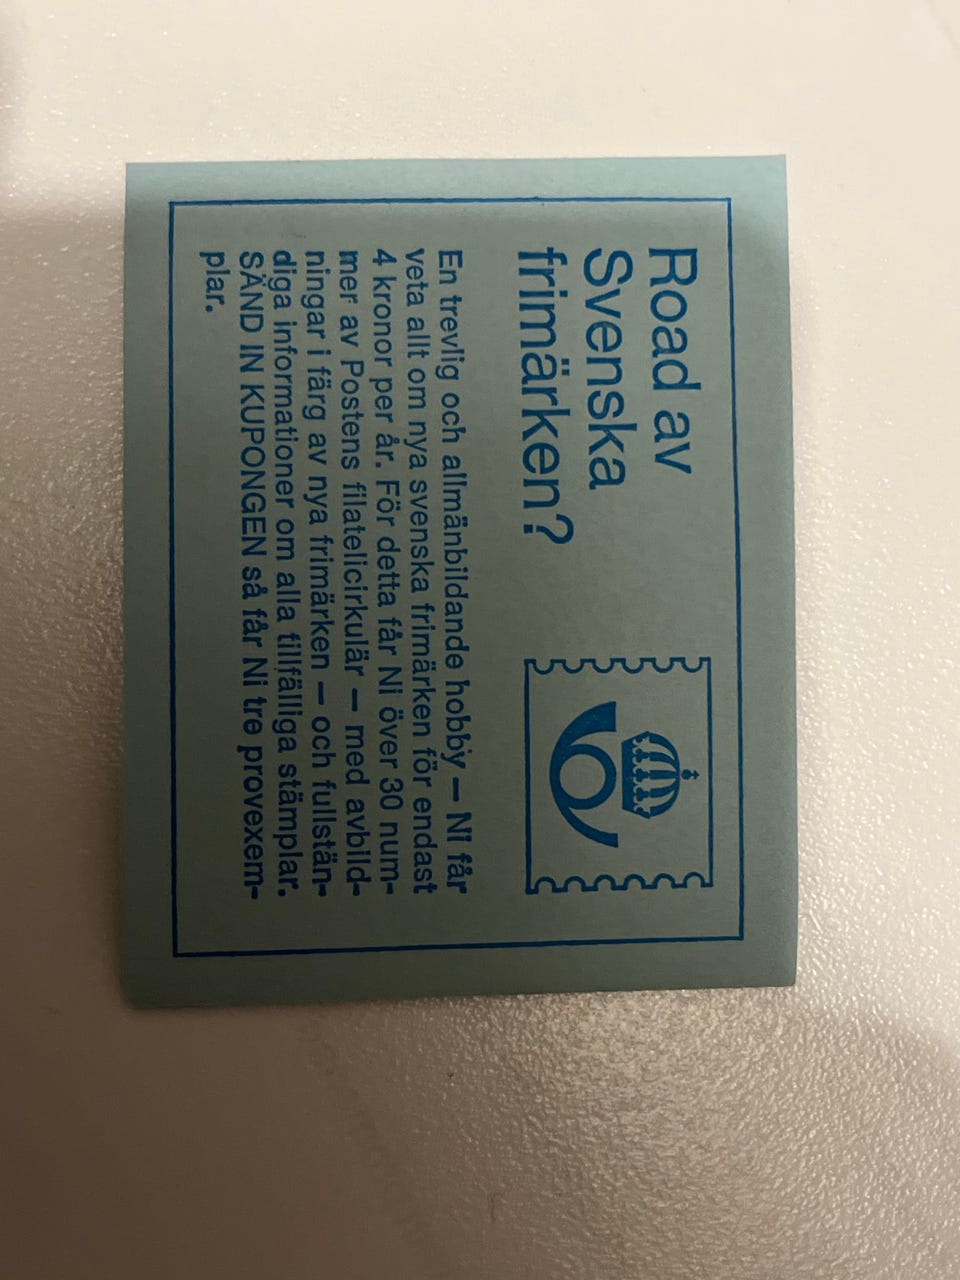 Road av
Svenska
frimärken?
En trevlig och allmänbildande hobby — Ni får
veta allt om nya svenska frimärken för endast
4 kronor per år. För detta får Ni över 30 num-
mer av Postens filatelicirkulär — med avbild-
ningar i färg av nya frimärken — och fullstän-
diga informationer om alla tillfälliga stämplar.
SÄND IN KUPONGEN så får Ni tre provexem-
plar.